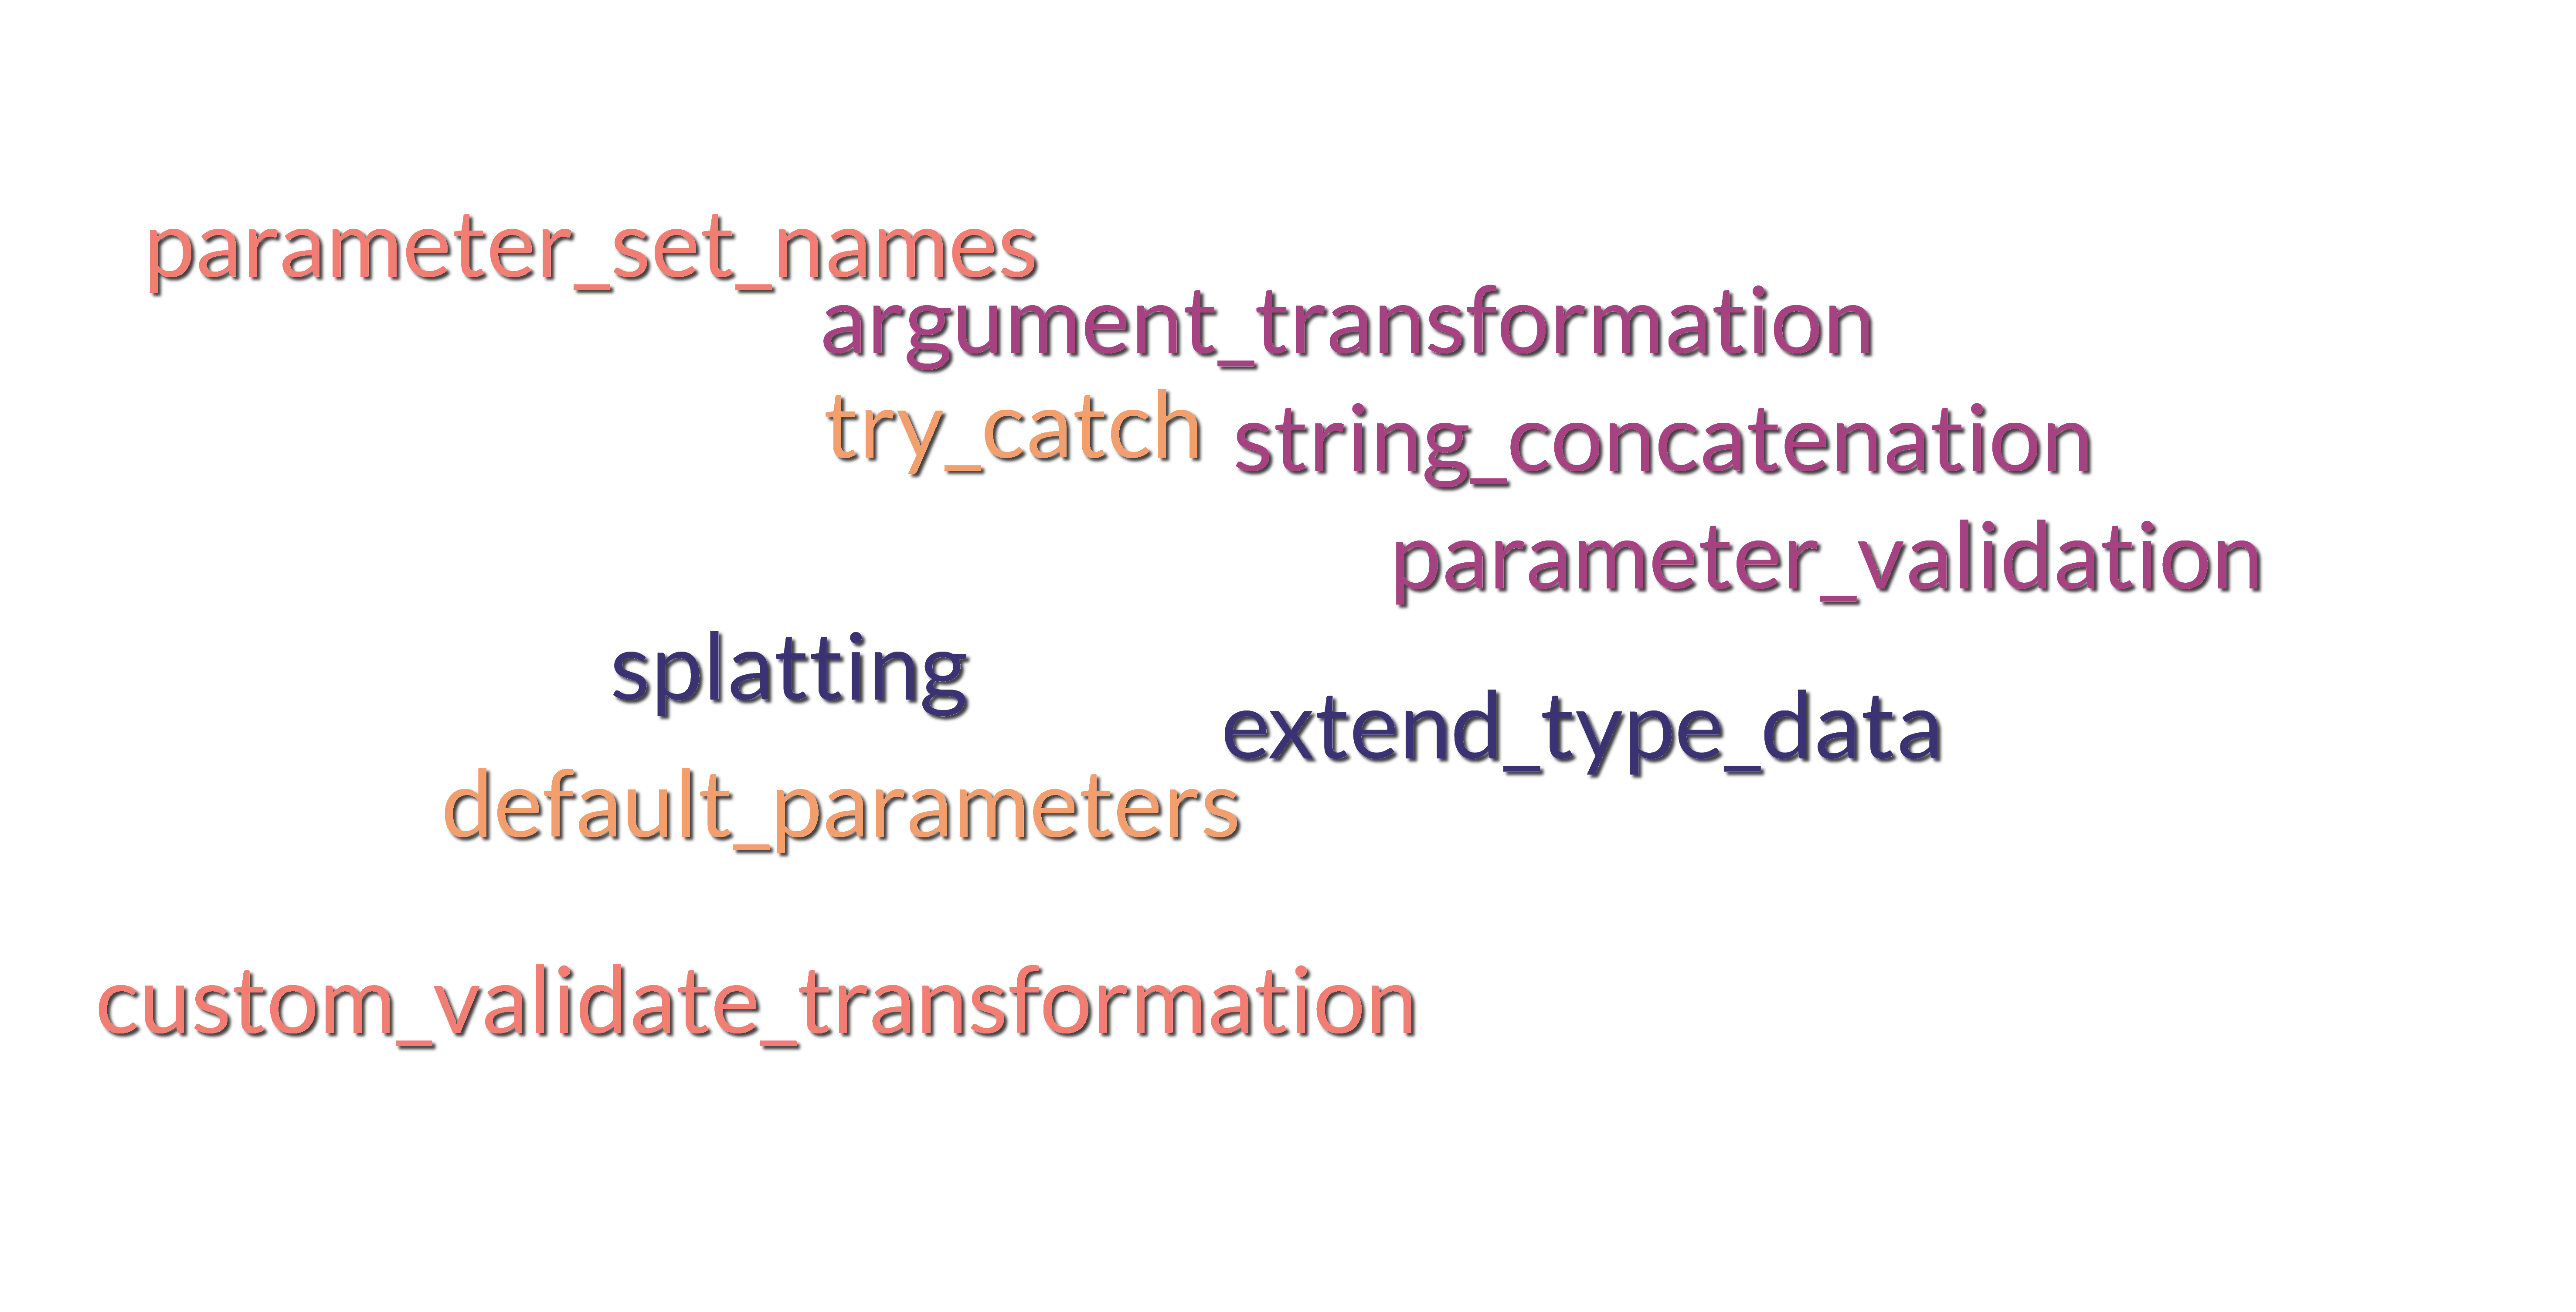 parameter_set_names
argument_transformation
try_catch
string_concatenation
parameter_validation
splatting
extend_type_data
default_parameters
custom_validate_transformation